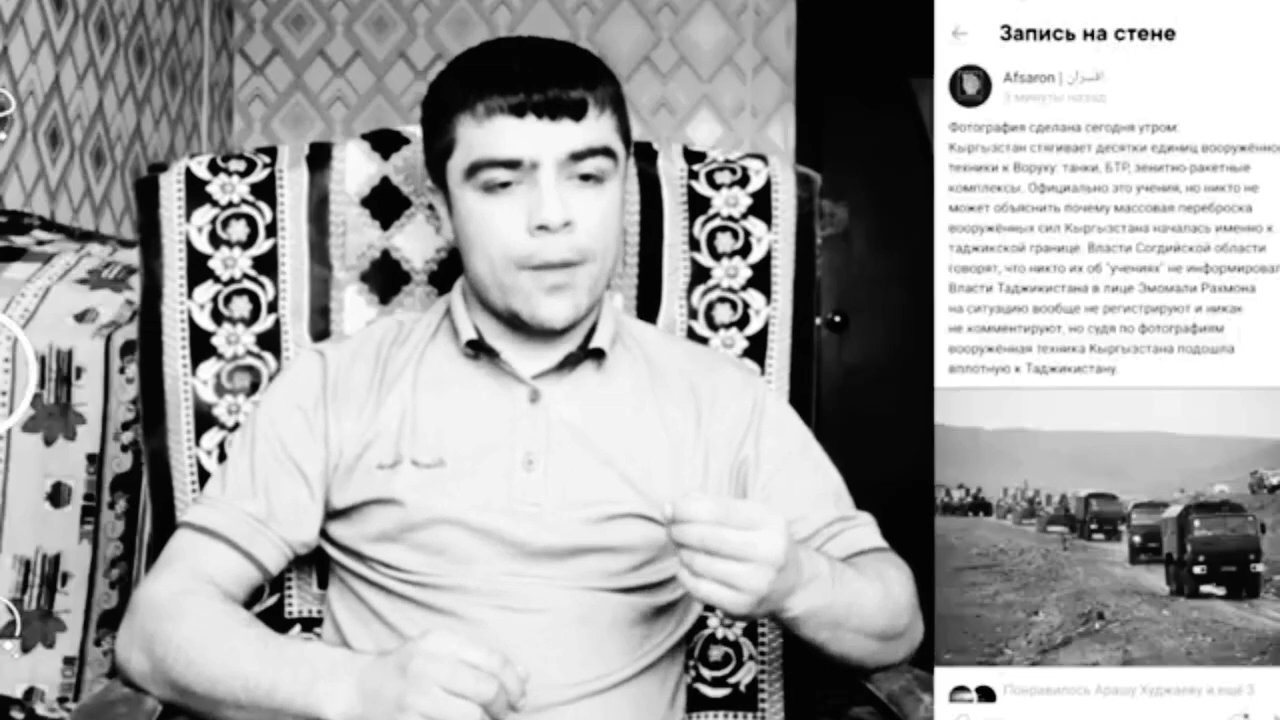 Запись на стене
Afsaron | افسران
3 минуты назад
Фотография сделана сегодня утром:
Кыргызстан стягивает десятки единиц вооружённо
техники к Воруху: танки, БТР, зенитно-ракетные
комплексы. Официально это учения, но никто не
может объяснить почему массовая переброска
вооружённых сил Кыргызстана началась именно к
таджикской границе. Власти Согдийской области
говорят, что никто их об "учениях" не информировал
Власти Таджикистана в лице Эмомали Рахмона
на ситуацию вообще не регистрируют и никак
не комментируют, но судя по фотографиям
вооружённая техника Кыргызстана подошла
вплотную к Таджикистану.
Понравилось Арашу Худжаеву и ещё 3